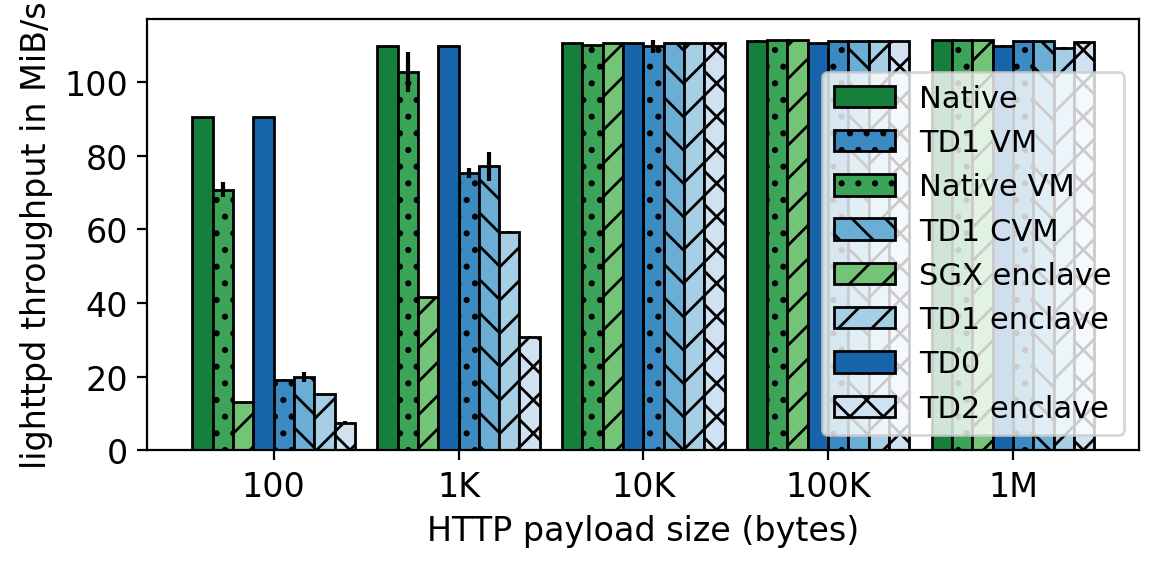 lighttpd throughput in MiB/s
100
80
60
40
20
0
Native
TD1 VM
Native VM
TD1 CVM
SGX enclave
TD1 enclave
TD0
TD2 enclave
100 1K 10K 100K 1M
HTTP payload size (bytes)